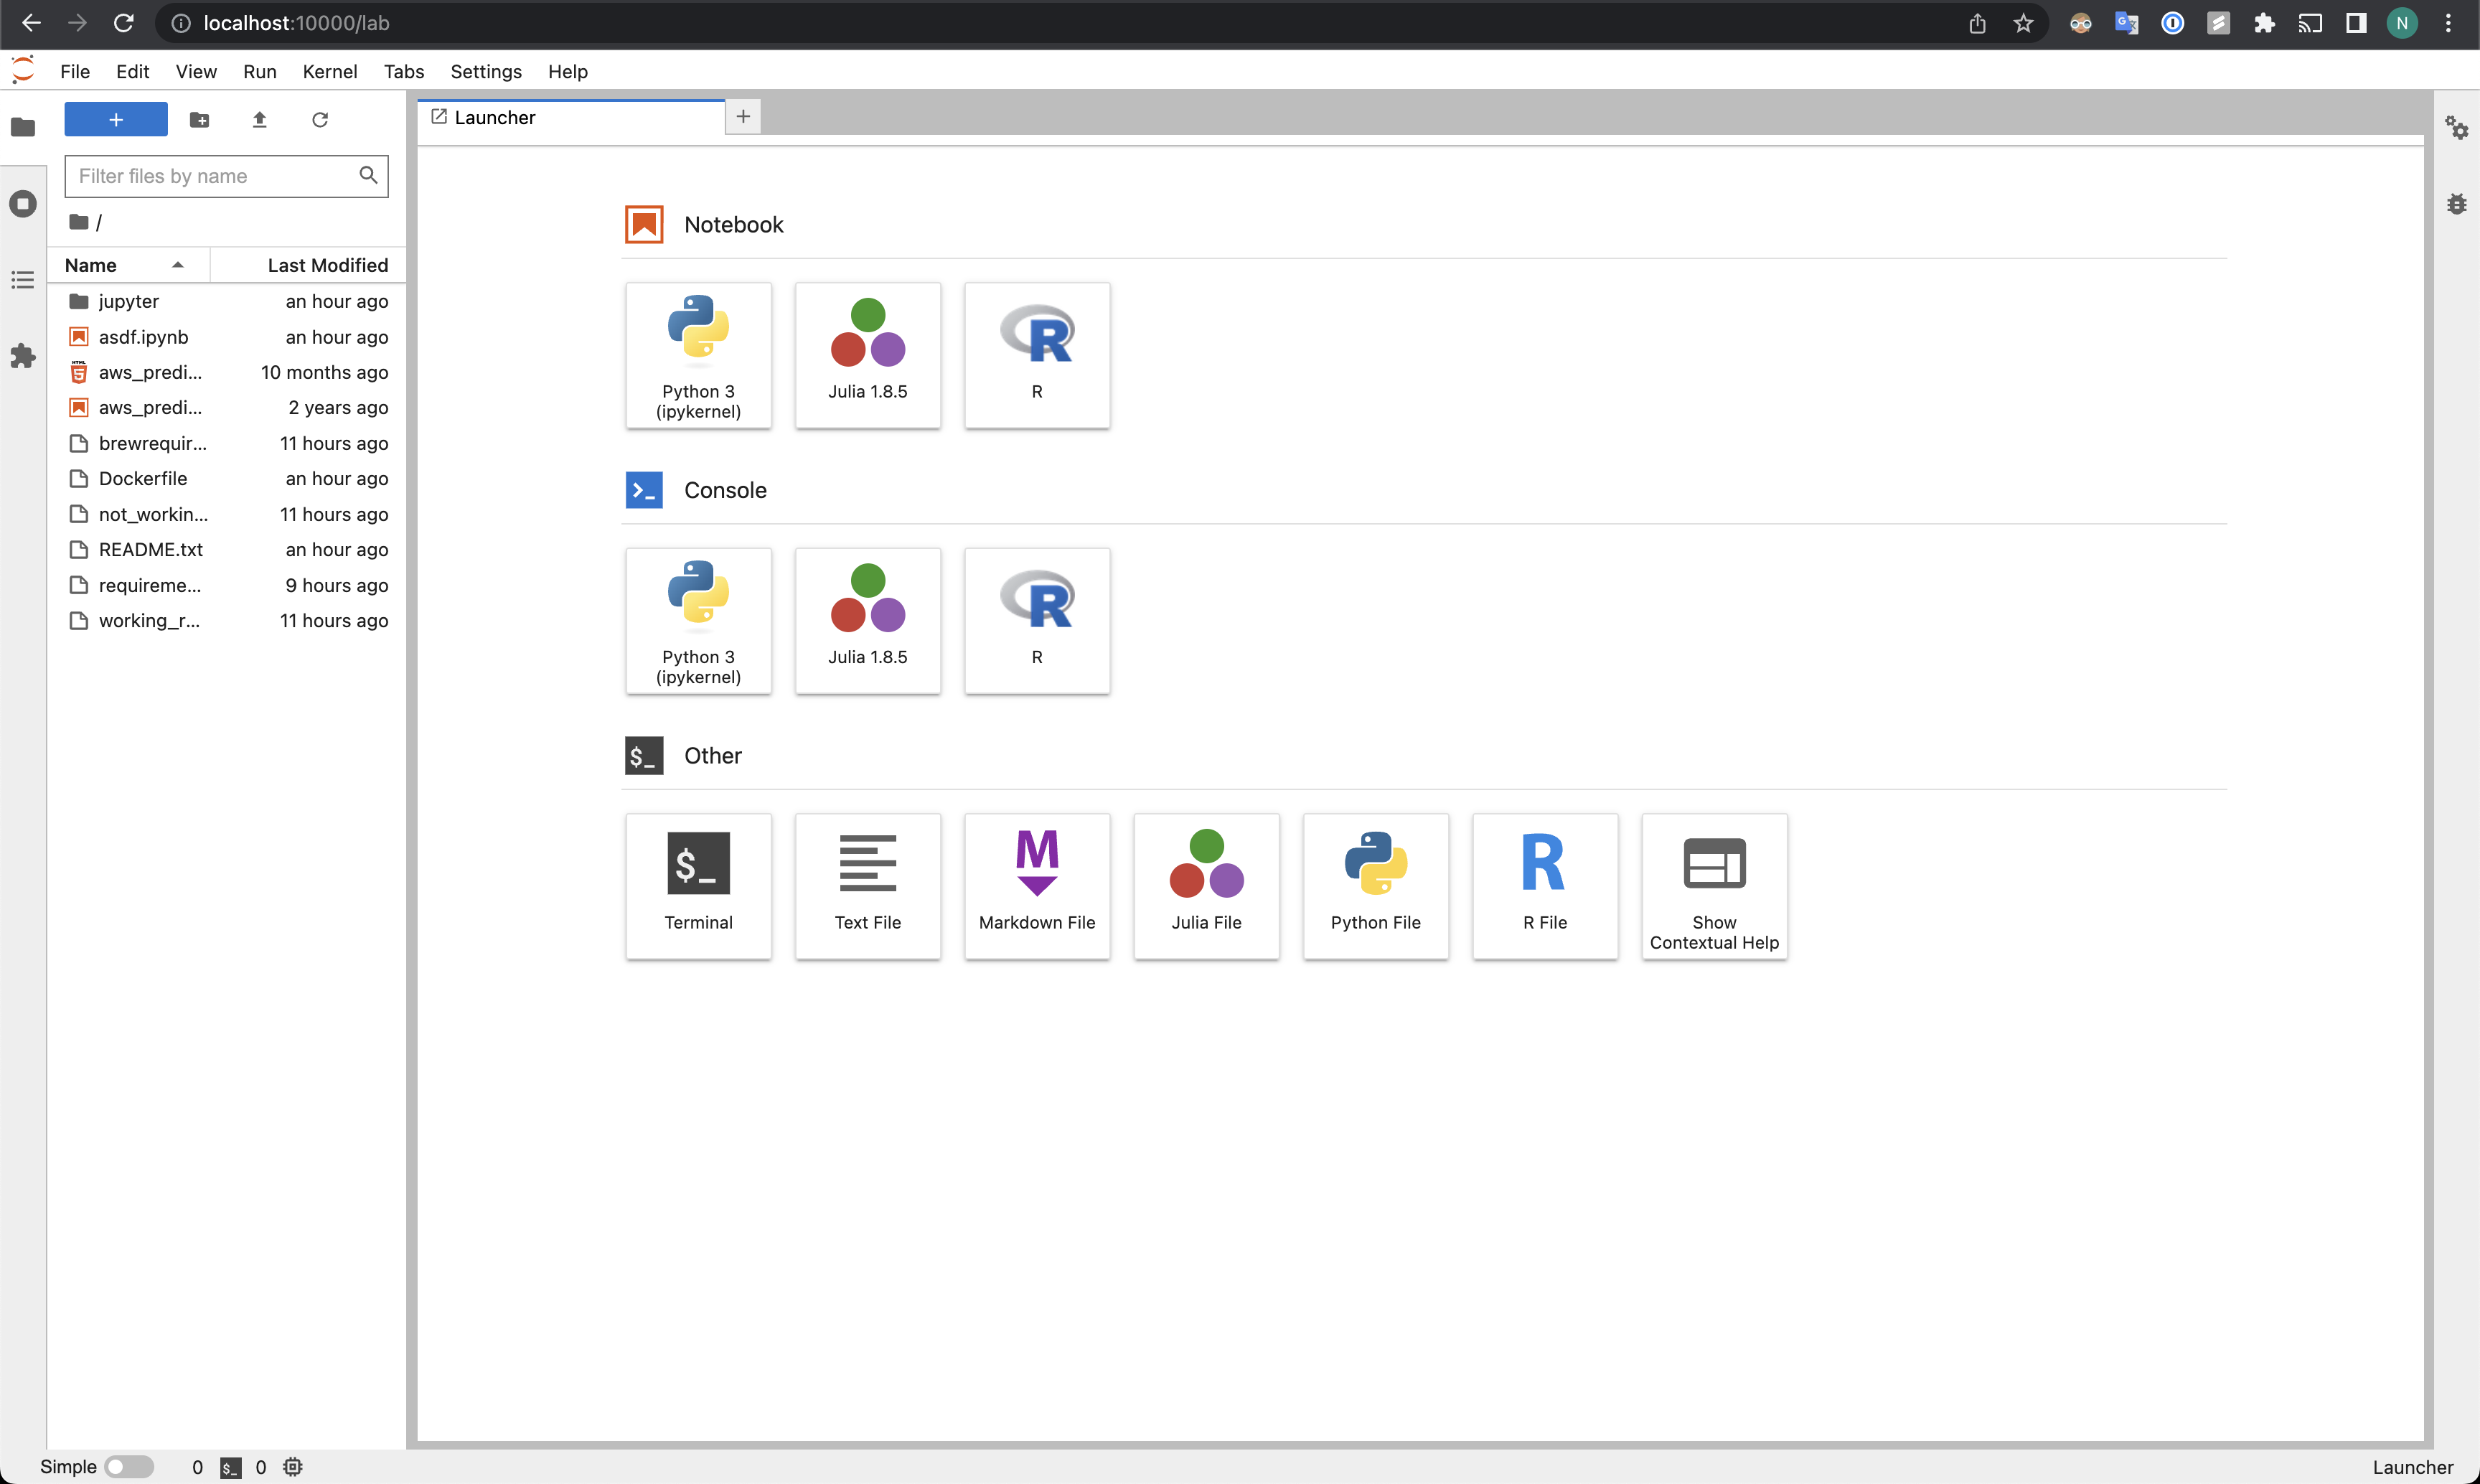 localhost:10000/lab
N
File Edit View Run Kernel Tabs Settings Help
Launcher
Filter files by name
/
Name Last Modified
jupyter an hour ago
asdf.ipynb an hour ago
aws_predi... 10 months ago
aws_predi... 2 years ago
brewrequir... 11 hours ago
Dockerfile an hour ago
not_workin... 11 hours ago
README.txt an hour ago
requireme... 9 hours ago
working_r... 11 hours ago
Notebook
Python 3
(ipykernel)
Julia 1.8.5
R
Console
Python 3
(ipykernel)
Julia 1.8.5
R
$_ Other
$_
Terminal
Text File
M
Markdown File
Julia File
Python File
R
R File
Show
Contextual Help
Simple 0 $_ 0 Launcher